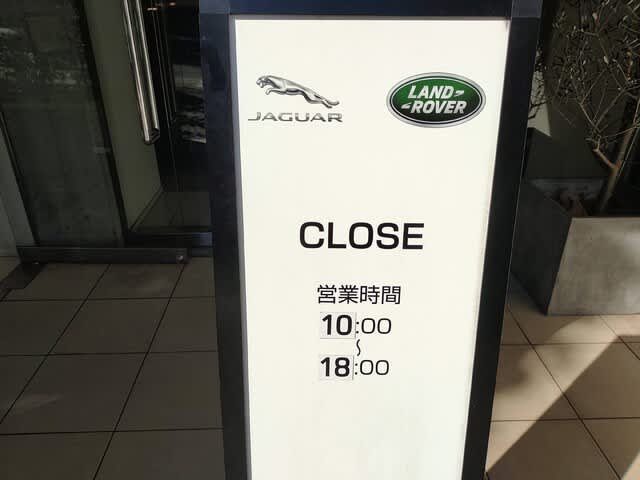 JAGUAR
LAND ROVER
CLOSE
営業時間
10:00
〜
18:00